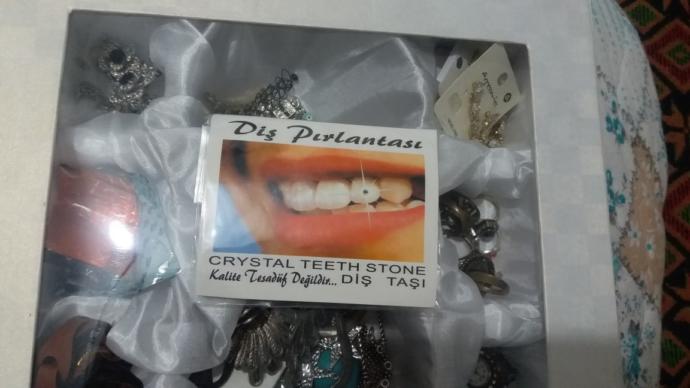 Diş Pırlantası
CRYSTAL TEETH STONE
Kalite Tesadüf Değildir... DİŞ TAŞI